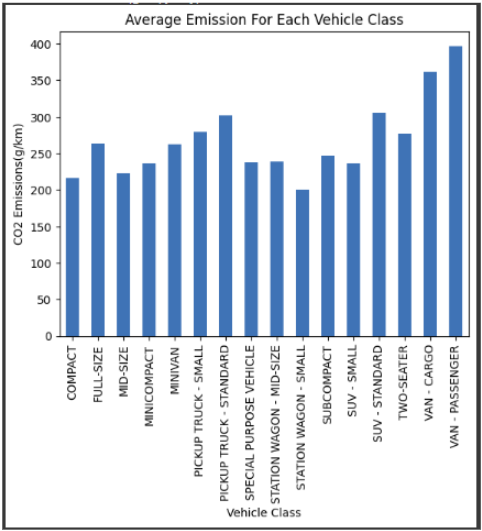 Average Emission For Each Vehicle Class
CO2 Emissions(g/km)
400
350
300
250
200
150
100
50
0
COMPACT
FULL-SIZE
MID-SIZE
MINICOMPACT
MINIVAN
PICKUP TRUCK - SMALL
PICKUP TRUCK - STANDARD
SPECIAL PURPOSE VEHICLE
STATION WAGON - MID-SIZE
STATION WAGON - SMALL
SUBCOMPACT
SUV - SMALL
SUV - STANDARD
TWO-SEATER
VAN - CARGO
VAN - PASSENGER
Vehicle Class